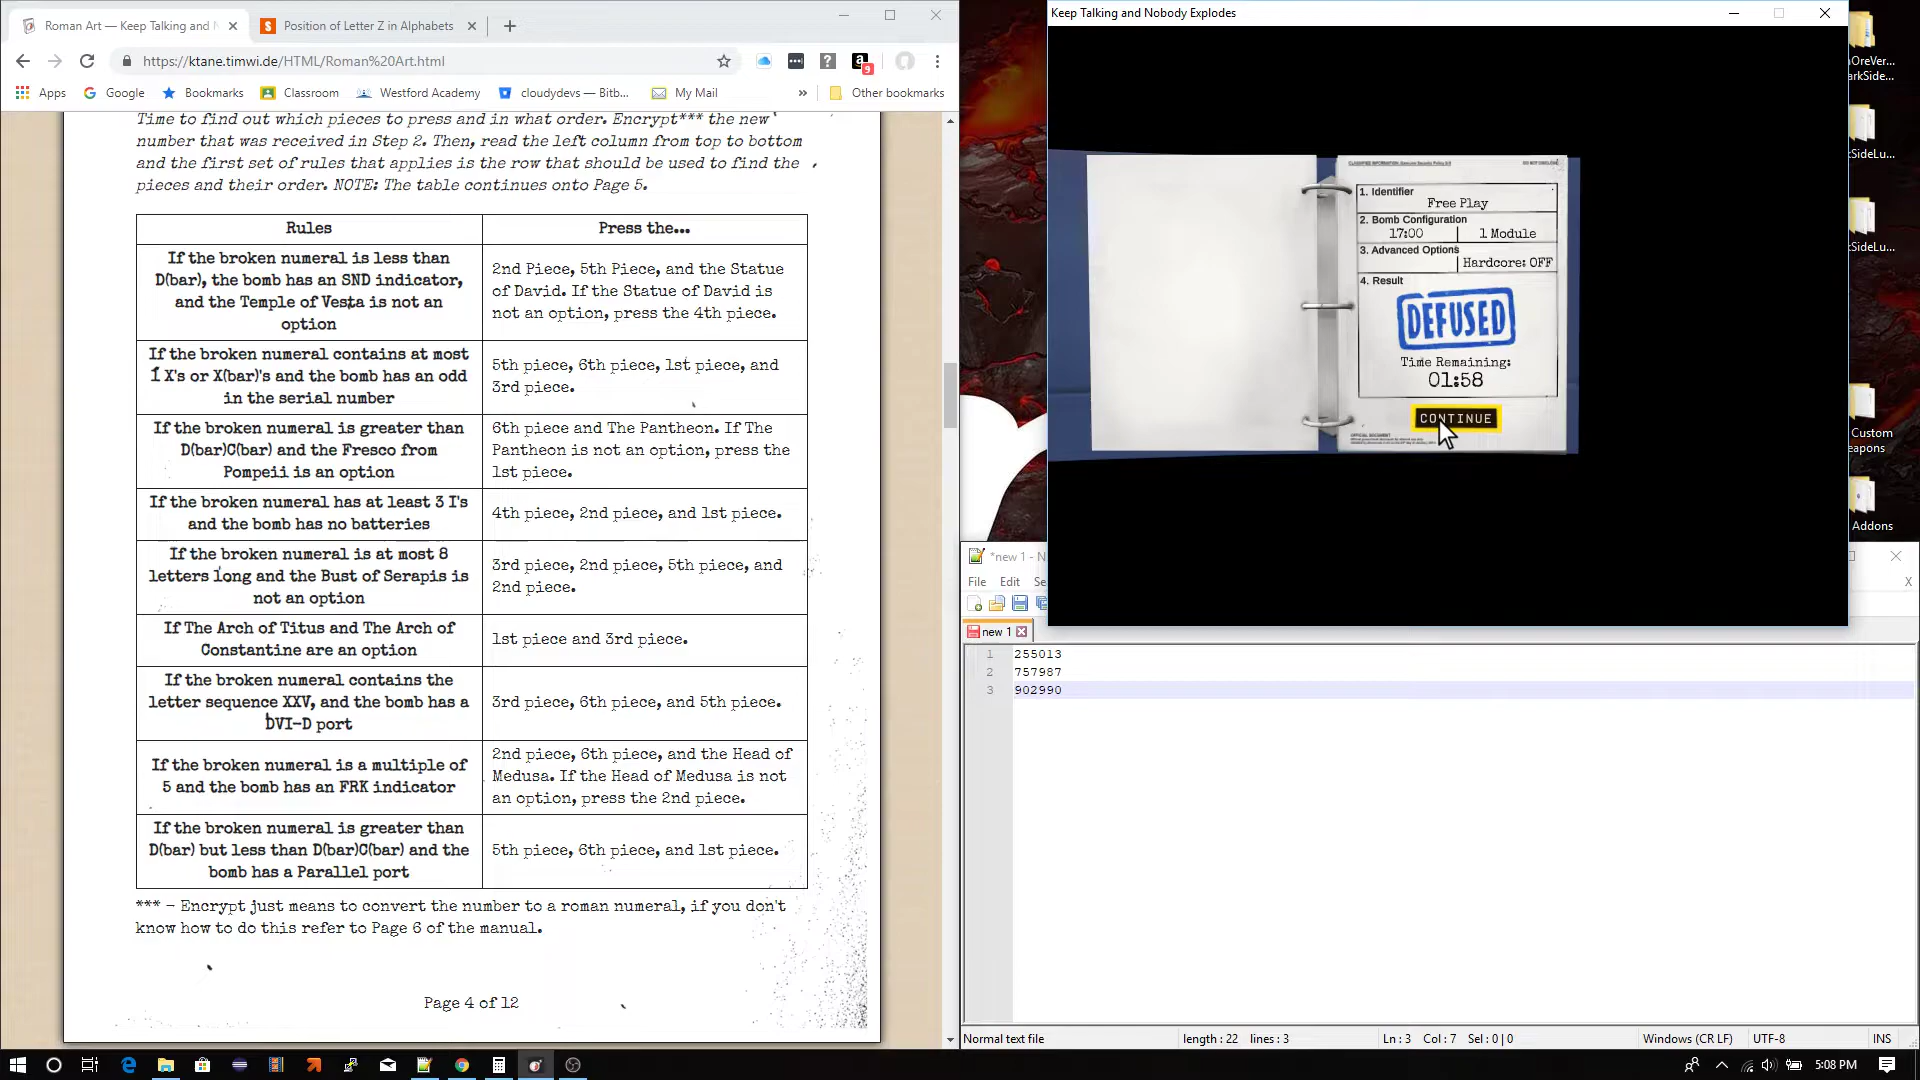 Roman Art — Keep Talking and N
Position of Letter Z in Alphabets
https://ktane.timwi.de/HTML/Roman%20Art.html
9
Apps
Google
Bookmarks
Classroom
Westford Academy
cloudydevs — Bitb...
My Mail
»
Other bookmarks
Time to find out which pieces to press and in what order. Encrypt*** the new
number that was received in Step 2. Then, read the left column from top to bottom
and the first set of rules that applies is the row that should be used to find the
pieces and their order. NOTE: The table continues onto Page 5.
Rules
Press the...
If the broken numeral is less than
D(bar), the bomb has an SND indicator,
and the Temple of Vesta is not an
option
2nd Piece, 5th Piece, and the Statue
of David. If the Statue of David is
not an option, press the 4th piece.
If the broken numeral contains at most
1 X's or X(bar)'s and the bomb has an odd
in the serial number
5th piece, 6th piece, 1st piece, and
3rd piece.
If the broken numeral is greater than
D(bar)C(bar) and the Fresco from
Pompeii is an option
6th piece and The Pantheon. If The
Pantheon is not an option, press the
1st piece.
If the broken numeral has at least 3 I's
and the bomb has no batteries
4th piece, 2nd piece, and 1st piece.
If the broken numeral is at most 8
letters long and the Bust of Serapis is
not an option
3rd piece, 2nd piece, 5th piece, and
2nd piece.
If The Arch of Titus and The Arch of
Constantine are an option
1st piece and 3rd piece.
If the broken numeral contains the
letter sequence XXV, and the bomb has a
DVI-D port
3rd piece, 6th piece, and 5th piece.
If the broken numeral is a multiple of
5 and the bomb has an FRK indicator
2nd piece, 6th piece, and the Head of
Medusa. If the Head of Medusa is not
an option, press the 2nd piece.
If the broken numeral is greater than
D(bar) but less than D(bar)C(bar) and the
bomb has a Parallel port
5th piece, 6th piece, and 1st piece.
*** - Encrypt just means to convert the number to a roman numeral, if you don't
know how to do this refer to Page 6 of the manual.
Page 4 of 12
Keep Talking and Nobody Explodes
1. Identifier
Free Play
2. Bomb Configuration
17:00
1 Module
3. Advanced Options
Hardcore: OFF
4. Result
DEFUSED
Time Remaining:
01:58
CONTINUE
OreVer...
arkSide...
SideLu...
SideLu...
Custom
eapons
Addons
*new 1 - N
File
Edit
Se
X
new 1
1 255013
2 757987
3 902990
Normal text file
length : 22 lines : 3
Ln : 3 Col : 7 Sel : 0 | 0
Windows (CR LF)
UTF-8
INS
5:08 PM